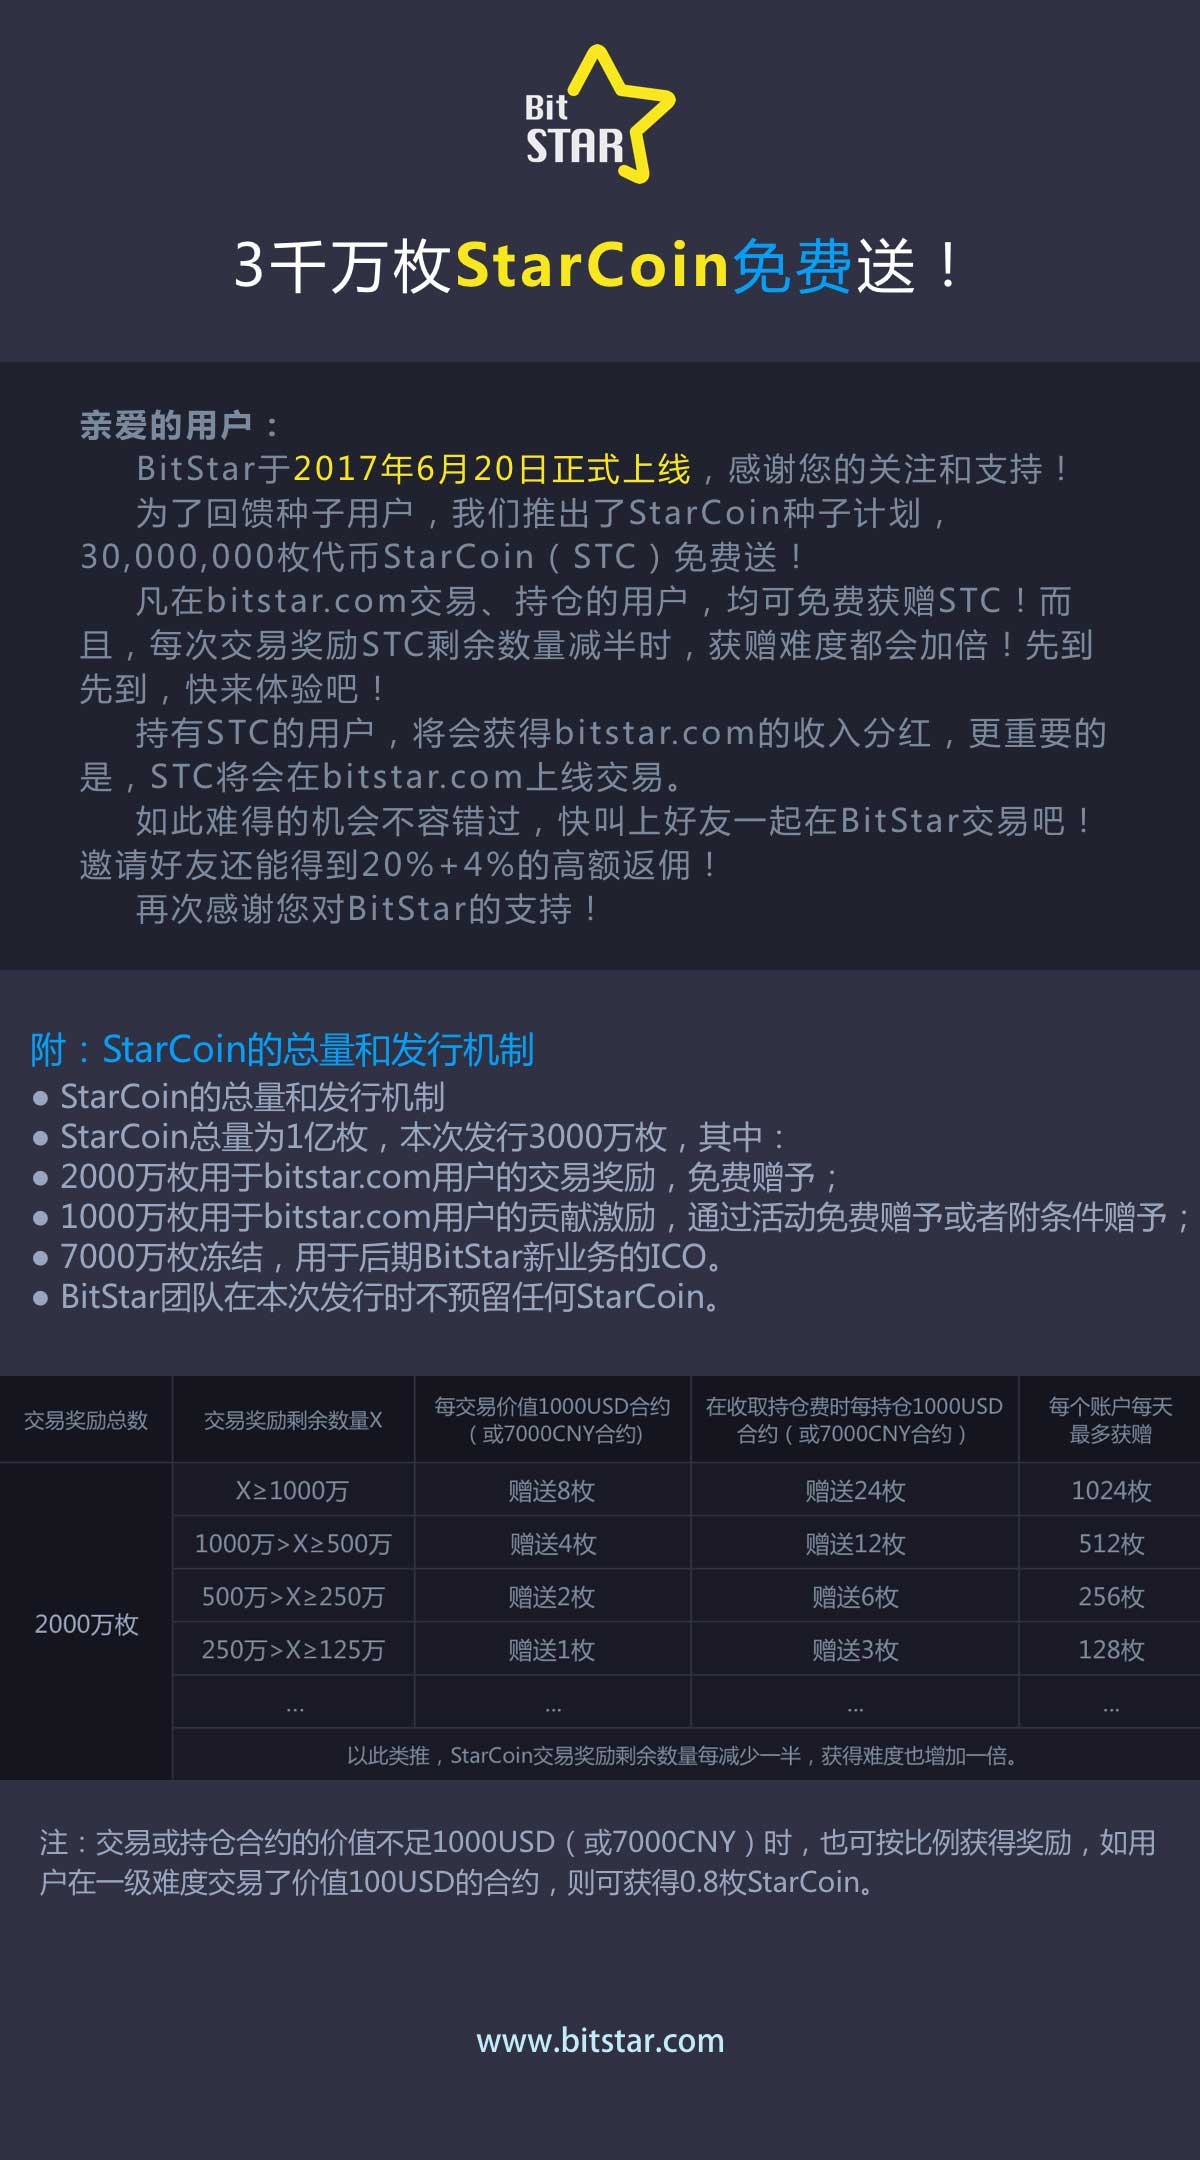 Bit
STAR
3千万枚StarCoin免费送！
亲爱的用户：
BitStar于2017年6月20日正式上线，感谢您的关注和支持！
为了回馈种子用户，我们推出了StarCoin种子计划，
30,000,000枚代币StarCoin（STC）免费送！
凡在bitstar.com交易、持仓的用户，均可免费获赠STC！而
且，每次交易奖励STC剩余数量减半时，获赠难度都会加倍！先到
先到，快来体验吧！
持有STC的用户，将会获得bitstar.com的收入分红，更重要的
是，STC将会在bitstar.com上线交易。
如此难得的机会不容错过，快叫上好友一起在BitStar交易吧！
邀请好友还能得到20%+4%的高额返佣！
再次感谢您对BitStar的支持！
附：StarCoin的总量和发行机制
● StarCoin的总量和发行机制
● StarCoin总量为1亿枚，本次发行3000万枚，其中：
● 2000万枚用于bitstar.com用户的交易奖励，免费赠予；
● 1000万枚用于bitstar.com用户的贡献激励，通过活动免费赠予或者附条件赠予；
● 7000万枚冻结，用于后期BitStar新业务的ICO。
● BitStar团队在本次发行时不预留任何StarCoin。
交易奖励总数 交易奖励剩余数量X 每交易价值1000USD合约（或7000CNY合约) 在收取持仓费时每持仓1000USD合约（或7000CNY合约） 每个账户每天最多获赠
X≥1000万 赠送8枚 赠送24枚 1024枚
1000万>X≥500万 赠送4枚 赠送12枚 512枚
500万>X≥250万 赠送2枚 赠送6枚 256枚
2000万枚
250万>X≥125万 赠送1枚 赠送3枚 128枚
... ... ... ...
以此类推，StarCoin交易奖励剩余数量每减少一半，获得难度也增加一倍。
注：交易或持仓合约的价值不足1000USD（或7000CNY）时，也可按比例获得奖励，如用
户在一级难度交易了价值100USD的合约，则可获得0.8枚StarCoin。
www.bitstar.com